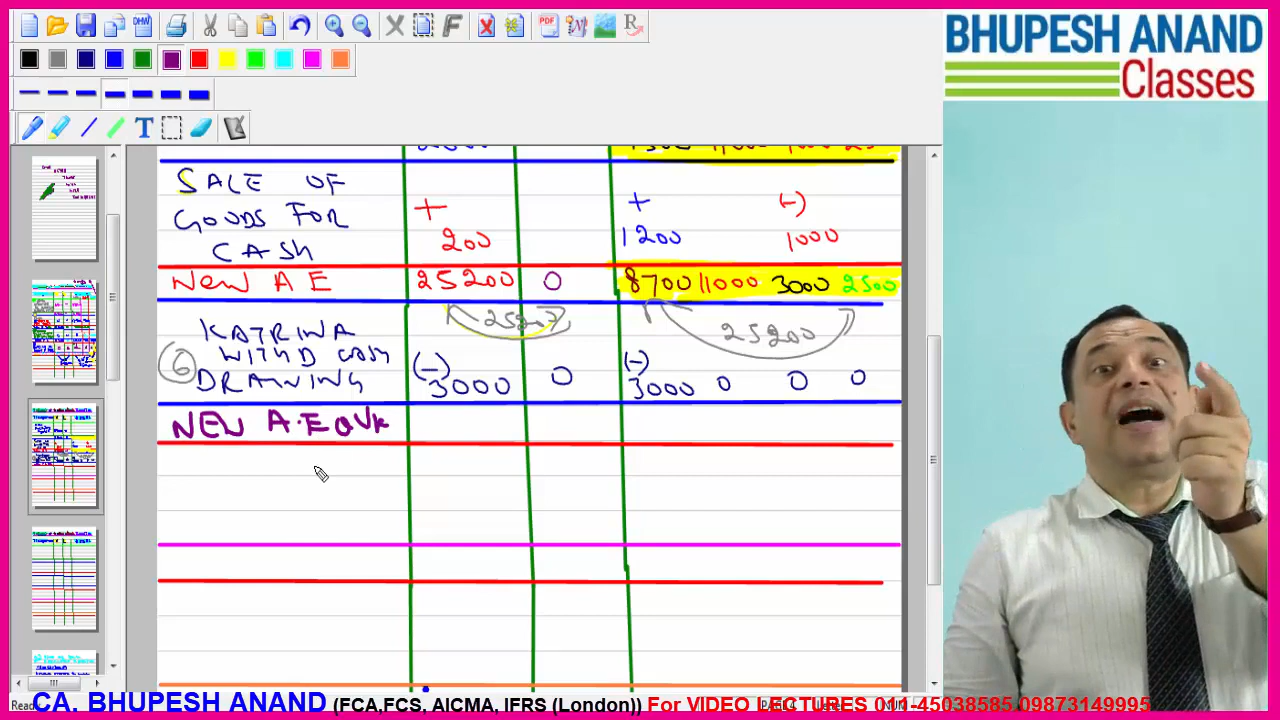 BHUPESH ANAND
Classes
SALE OF
GOODS FOR
CASH
+
200
+
1200
(-)
1000
NEW A E
25200
0
8700
11000
3000
2500
25200
25200
6
KATRINA
WITHD CASH
DRAWING
(-)
3000
0
(-)
3000
0
0
0
NEW A.E
CA. BHUPESH ANAND (FCA,FCS, AICMA, IFRS (London)) For VIDEO LECTURES 011-45038585,09873149995